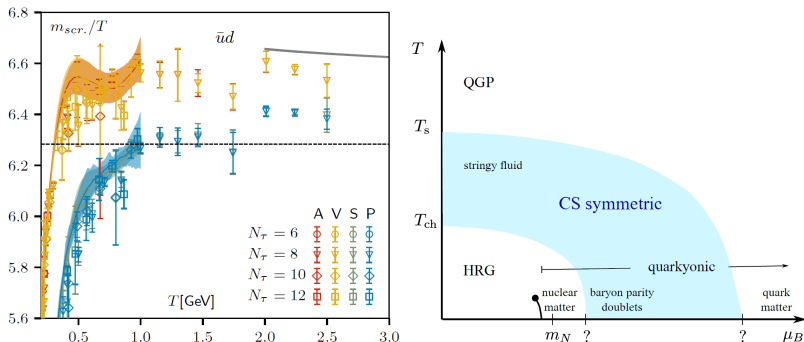 6.8
m_scr./T
ūd
6.6
6.4
6.2
6.0
5.8
5.6
A V S P
N_τ = 6
N_τ = 8
N_τ = 10
N_τ = 12
T[GeV]
0.5 1.0 1.5 2.0 2.5 3.0
T
QGP
T_s
stringy fluid
CS symmetric
T_ch
HRG
quarkyonic
nuclear
matter
baryon parity
doublets
quark
matter
m_N ? ? μ_B